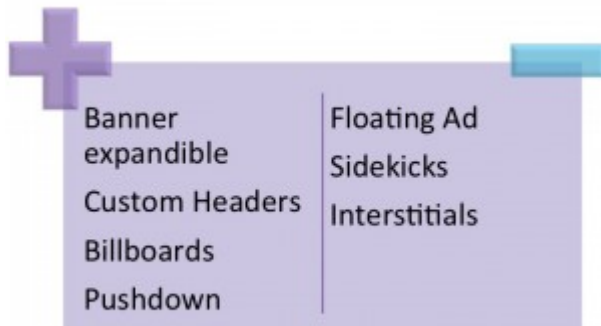 Banner
expandible
Custom Headers
Billboards
Pushdown
Floating Ad
Sidekicks
Interstitials